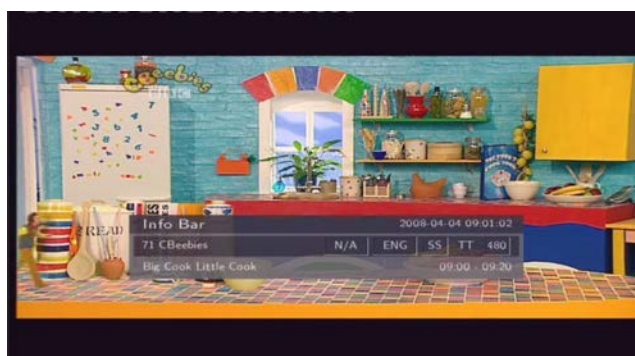 CBeebies
Info Bar 2008-04-04 09:01:02
71 CBeebies N/A ENG SS TT 480
Big Cook Little Cook 09:00 - 09:20
READ